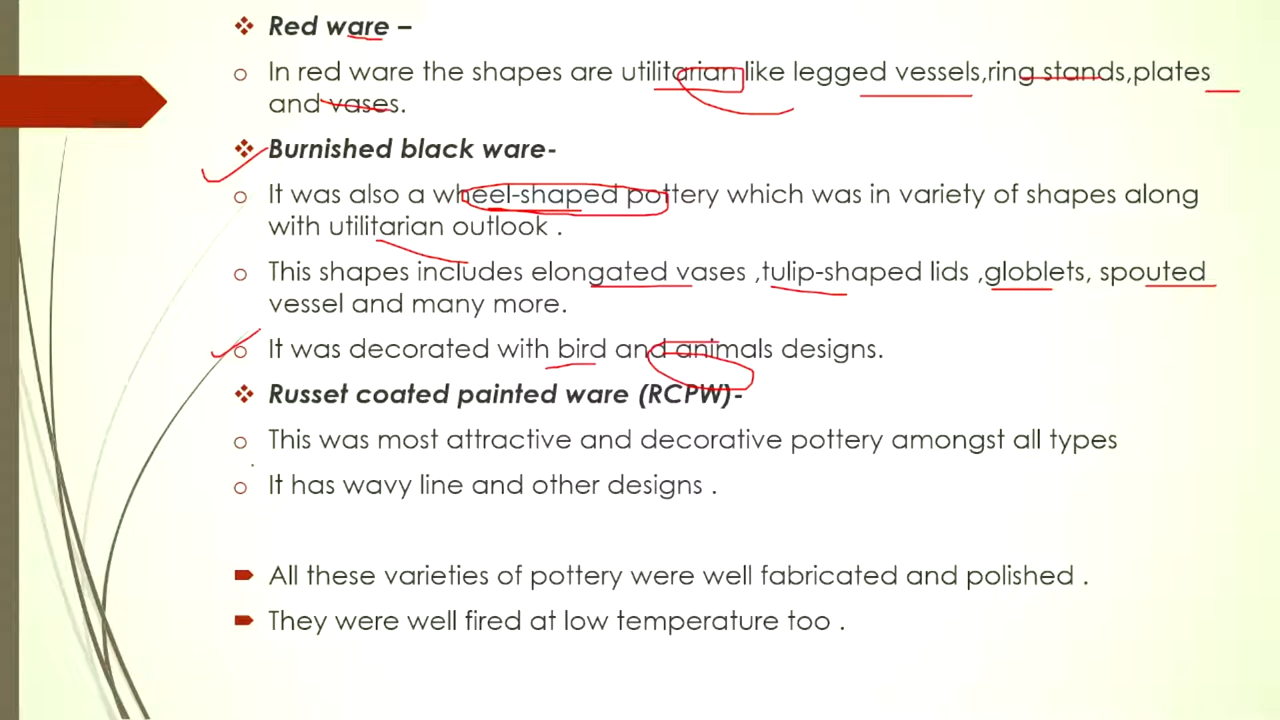 Red ware –
In red ware the shapes are utilitarian like legged vessels,ring stands,plates
and vases.
Burnished black ware-
It was also a wheel-shaped pottery which was in variety of shapes along
with utilitarian outlook .
This shapes includes elongated vases ,tulip-shaped lids ,globlets, spouted
vessel and many more.
It was decorated with bird and animals designs.
Russet coated painted ware (RCPW)-
This was most attractive and decorative pottery amongst all types
It has wavy line and other designs .
All these varieties of pottery were well fabricated and polished .
They were well fired at low temperature too .